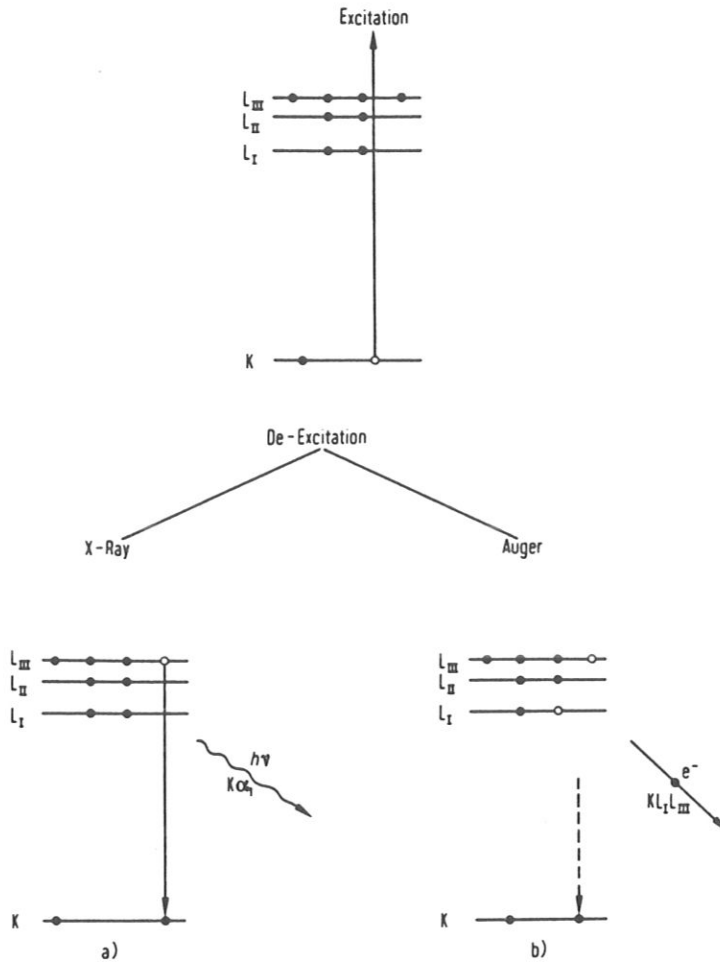 Excitation
L_III
L_II
L_I
K
De-Excitation
X-Ray
Auger
L_III
L_II
L_I
hν
Kα₁
K
a)
L_III
L_II
L_I
e⁻
KL_IL_III
K
b)